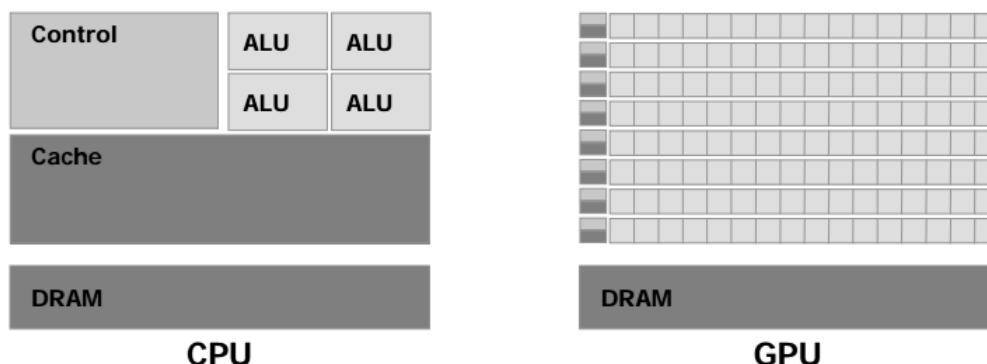 Control
ALU ALU
ALU ALU
Cache
DRAM
CPU
DRAM
GPU